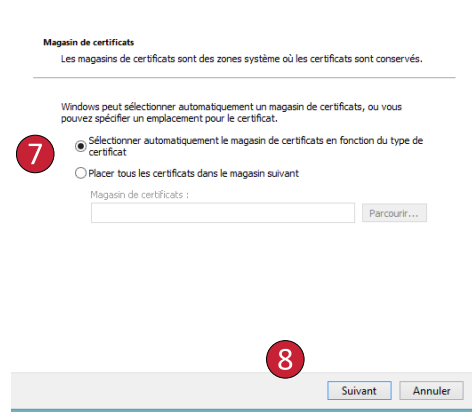 Magasin de certificats
Les magasins de certificats sont des zones système où les certificats sont conservés.
Windows peut sélectionner automatiquement un magasin de certificats, ou vous
pouvez spécifier un emplacement pour le certificat.
7
Sélectionner automatiquement le magasin de certificats en fonction du type de
certificat
Placer tous les certificats dans le magasin suivant
Magasin de certificats :
Parcourir...
8
Suivant Annuler